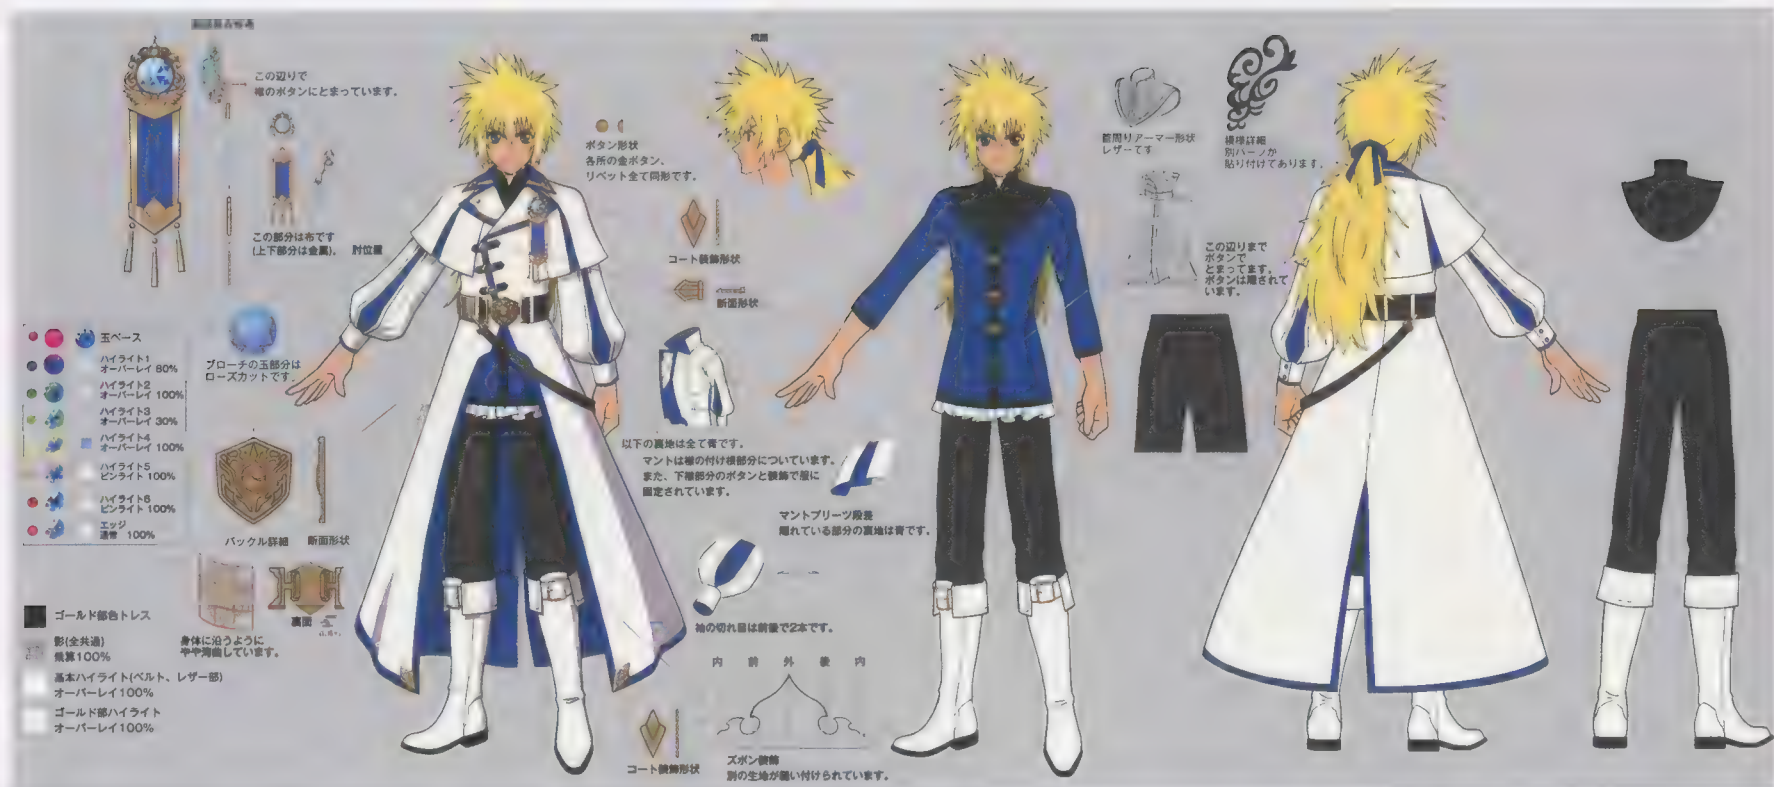 この辺りで
襟のボタンにとまっています。
この部分は布です
(上下部分は金属)。
肘位置
ボタン形状
各所の金ボタン、
リベット全て同形です。
コート装飾形状
断面形状
首周りアーマー形状
レザーです
模様詳細
別パーツが
貼り付けてあります。
この辺りまで
ボタンで
とまってます。
ボタンは隠されて
います。
玉ベース
ハイライト1
オーバーレイ 80%
ハイライト2
オーバーレイ 100%
ハイライト3
オーバーレイ 30%
ハイライト4
オーバーレイ 100%
ハイライト5
ピンライト 100%
ハイライト6
ピンライト 100%
エッジ
通常 100%
ブローチの玉部分は
ローズカットです。
バックル詳細
断面形状
裏面
身体に沿うように
やや湾曲しています。
ゴールド部色トレス
影(全共通)
乗算100%
基本ハイライト(ベルト、レザー部)
オーバーレイ100%
ゴールド部ハイライト
オーバーレイ100%
以下の裏地は全て青です。
マントは襟の付け根部分についています。
また、下襟部分のボタンと装飾で服に
固定されています。
マントプリーツ段差
隠れている部分の裏地は青です。
袖の切れ目は前後で2本です。
内 前 外 後 内
コート装飾形状
ズボン装飾
別の生地が縫い付けられています。